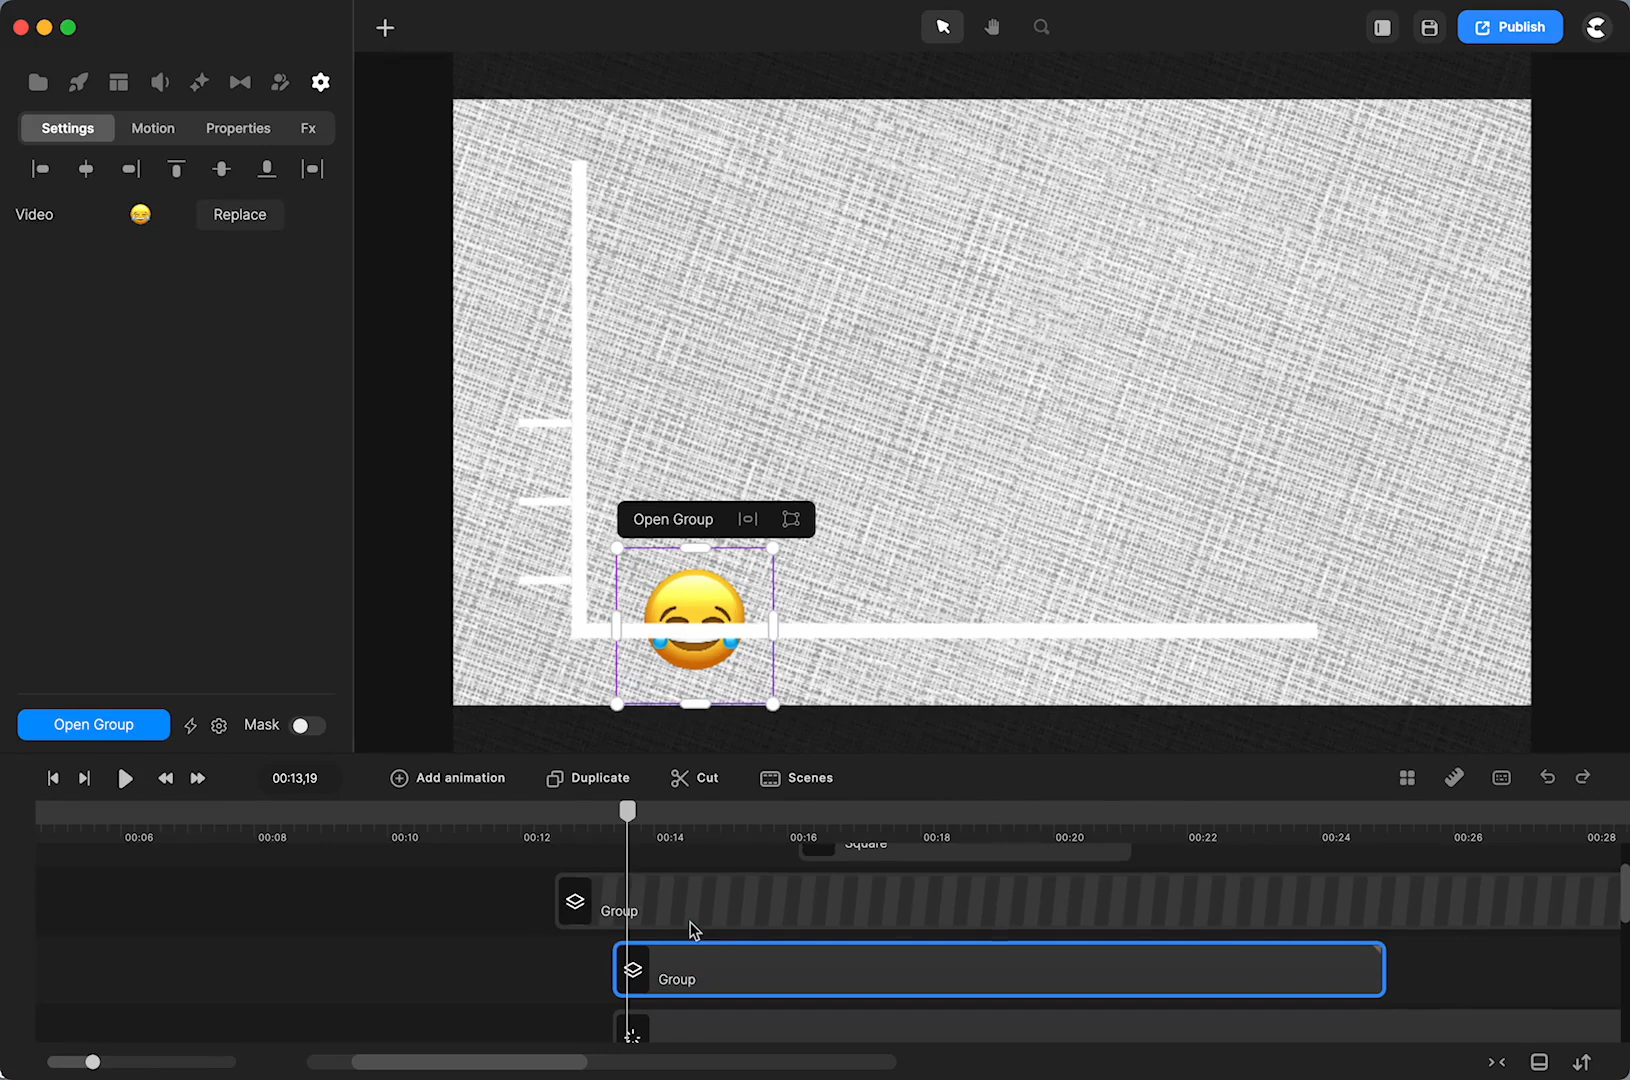 Publish
Settings Motion Properties Fx
Video Replace
Open Group
Open Group Mask
00:13,19 Add animation Duplicate Cut Scenes
00:06 00:08 00:10 00:12 00:14 00:16 00:18 00:20 00:22 00:24 00:26 00:28
Square
Group
Group